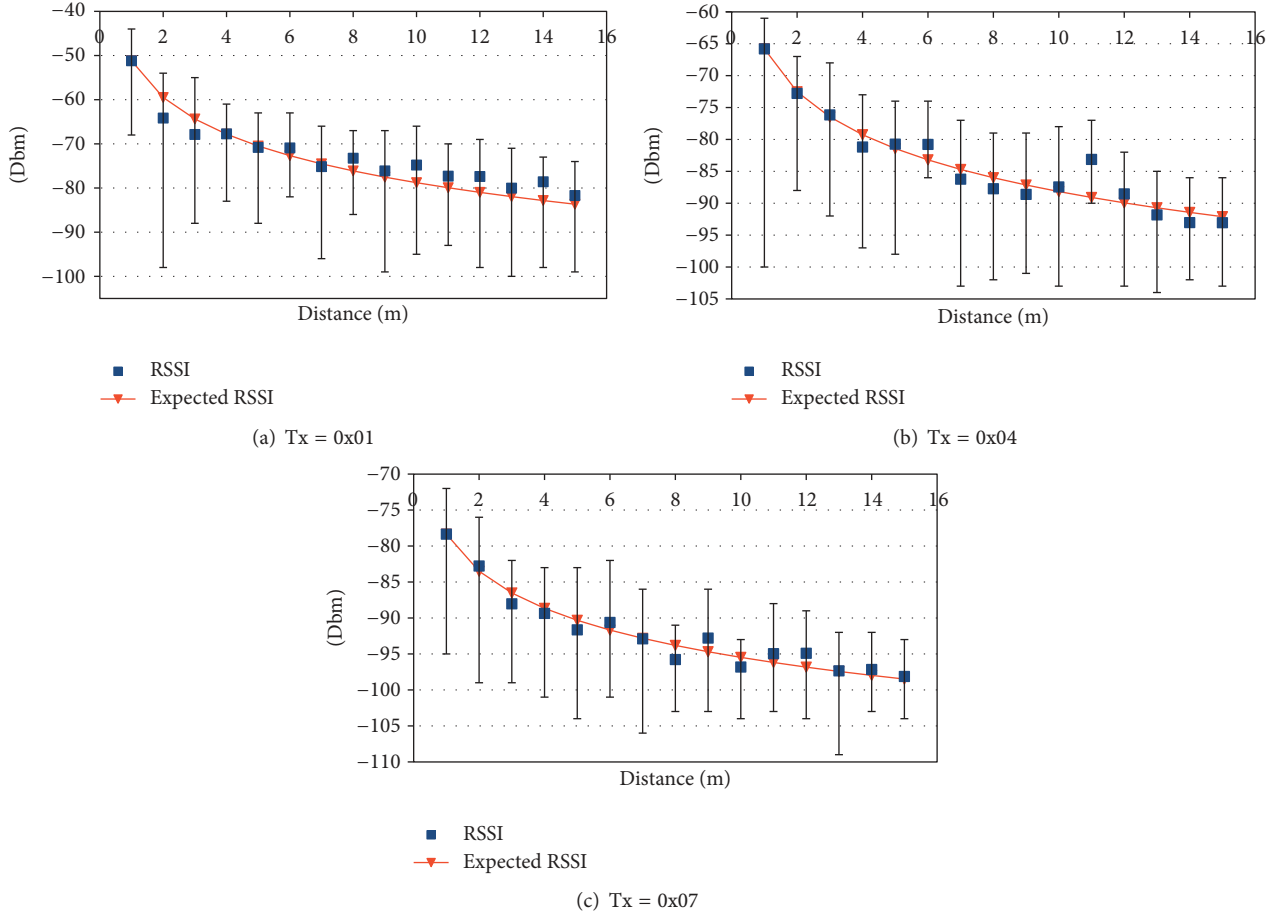 −40
−50
−60
−70
−80
−90
−100
0 2 4 6 8 10 12 14 16
(Dbm)
Distance (m)
RSSI
Expected RSSI
(a) Tx = 0x01
−60
−65
−70
−75
−80
−85
−90
−95
−100
−105
0 2 4 6 8 10 12 14 16
(Dbm)
Distance (m)
RSSI
Expected RSSI
(b) Tx = 0x04
−70
−75
−80
−85
−90
−95
−100
−105
−110
0 2 4 6 8 10 12 14 16
(Dbm)
Distance (m)
RSSI
Expected RSSI
(c) Tx = 0x07